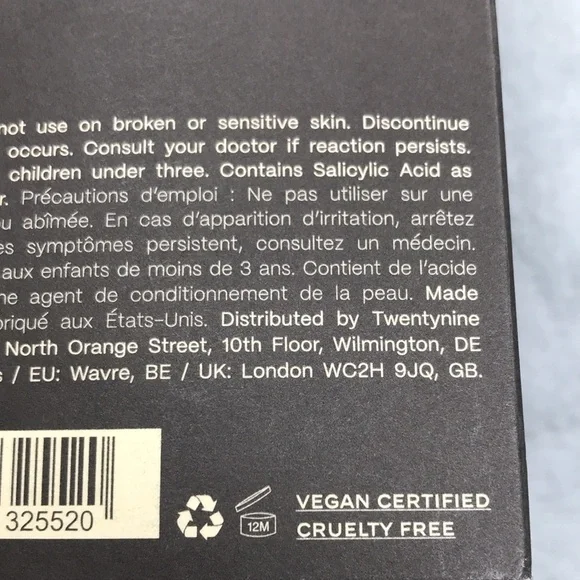 not use on broken or sensitive skin. Discontinue
occurs. Consult your doctor if reaction persists.
children under three. Contains Salicylic Acid as
Précautions d'emploi : Ne pas utiliser sur une
abîmée. En cas d'apparition d'irritation, arrêtez
symptômes persistent, consultez un médecin.
aux enfants de moins de 3 ans. Contient de l'acide
agent de conditionnement de la peau. Made
aux États-Unis. Distributed by Twentynine
North Orange Street, 10th Floor, Wilmington, DE
/ EU: Wavre, BE / UK: London WC2H 9JQ, GB.
325520
12M
VEGAN CERTIFIED
CRUELTY FREE